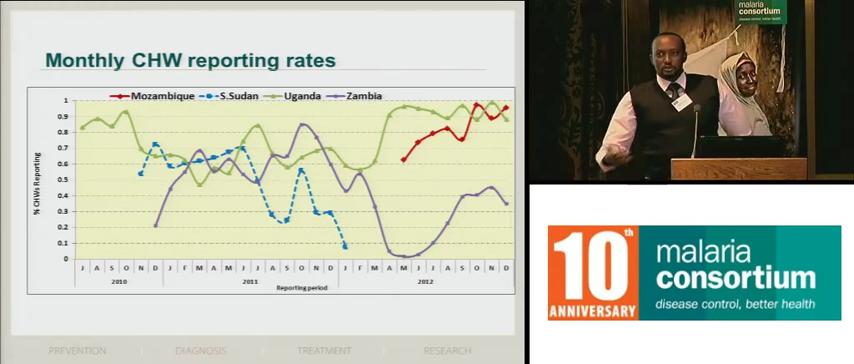 Monthly CHW reporting rates
Mozambique S.Sudan Uganda Zambia
% CHWs Reporting
1
0.9
0.8
0.7
0.6
0.5
0.4
0.3
0.2
0.1
0
J A S O N D J F M A M J J A S O N D J F M A M J J A S O N D
2010 2011 2012
Reporting period
PREVENTION DIAGNOSIS TREATMENT RESEARCH
malaria
consortium
disease control, better health
10th
ANNIVERSARY
malaria
consortium
disease control, better health